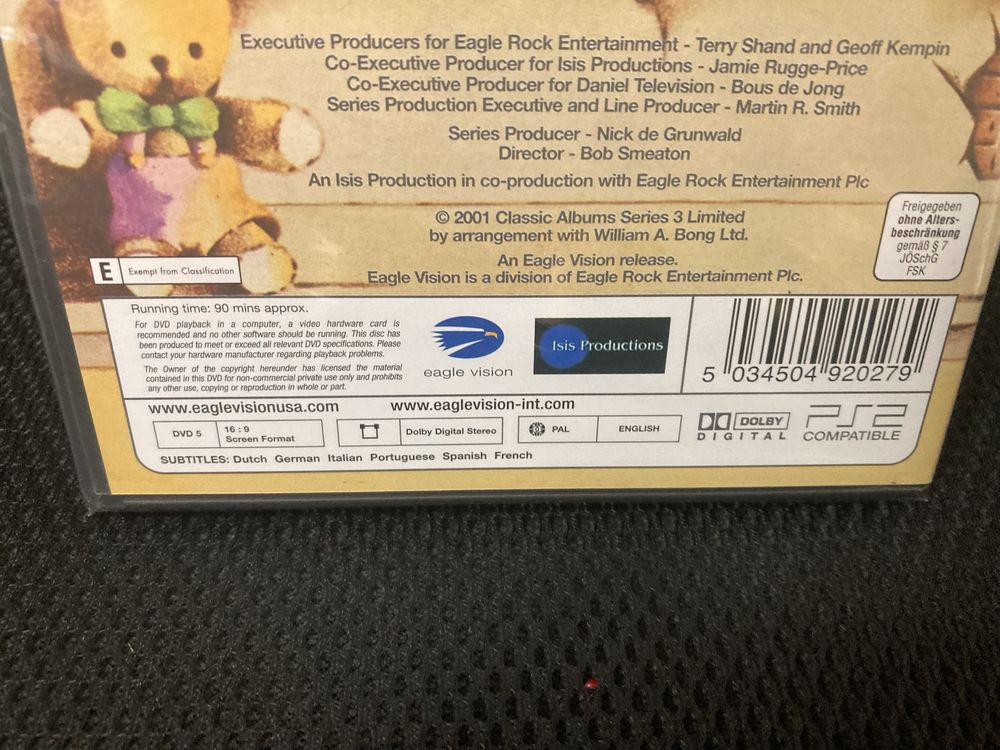 Executive Producers for Eagle Rock Entertainment - Terry Shand and Geoff Kempin
Co-Executive Producer for Isis Productions - Jamie Rugge-Price
Co-Executive Producer for Daniel Television - Bous de Jong
Series Production Executive and Line Producer - Martin R. Smith
Series Producer - Nick de Grunwald
Director - Bob Smeaton
An Isis Production in co-production with Eagle Rock Entertainment Plc
© 2001 Classic Albums Series 3 Limited
by arrangement with William A. Bong Ltd.
An Eagle Vision release.
Eagle Vision is a division of Eagle Rock Entertainment Plc.
Freigegeben
ohne Alters-
beschränkung
gemäß § 7
JÖSchG
FSK
E Exempt from Classification
Running time: 90 mins approx.
For DVD playback in a computer, a video hardware card is
recommended and no other software should be running. This disc has
been produced to meet or exceed all relevant DVD specifications. Please
contact your hardware manufacturer regarding playback problems.
The Owner of the copyright hereunder has licensed the material
contained in this DVD for non-commercial private use only and prohibits
any other use, copying or reproduction in whole or part.
eagle vision
Isis Productions
5 034504 920279
www.eaglevisionusa.com
www.eaglevision-int.com
DVD 5
16 : 9
Screen Format
Dolby Digital Stereo
PAL
ENGLISH
DOLBY
DIGITAL
PS2
COMPATIBLE
SUBTITLES: Dutch German Italian Portuguese Spanish French